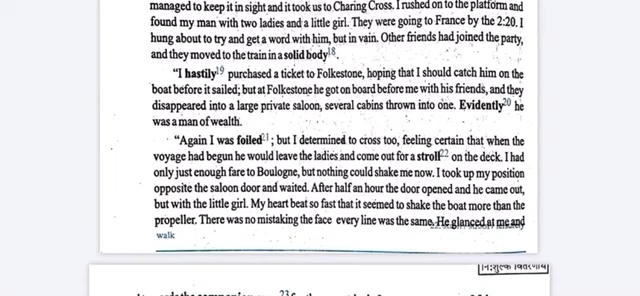 managed to keep it in sight and it took us to Charing Cross. I rushed on to the platform and
found my man with two ladies and a little girl. They were going to France by the 2:20. I
hung about to try and get a word with him, but in vain. Other friends had joined the party,
and they moved to the train in a solid body18.
“I hastily19 purchased a ticket to Folkestone, hoping that I should catch him on the
boat before it sailed; but at Folkestone he got on board before me with his friends, and they
disappeared into a large private saloon, several cabins thrown into one. Evidently20 he
was a man of wealth.
“Again I was foiled21; but I determined to cross too, feeling certain that when the
voyage had begun he would leave the ladies and come out for a stroll22 on the deck. I had
only just enough fare to Boulogne, but nothing could shake me now. I took up my position
opposite the saloon door and waited. After half an hour the door opened and he came out,
but with the little girl. My heart beat so fast that it seemed to shake the boat more than the
propeller. There was no mistaking the face every line was the same. He glanced at me and
walk
निःशुल्क वितरणार्थ
23